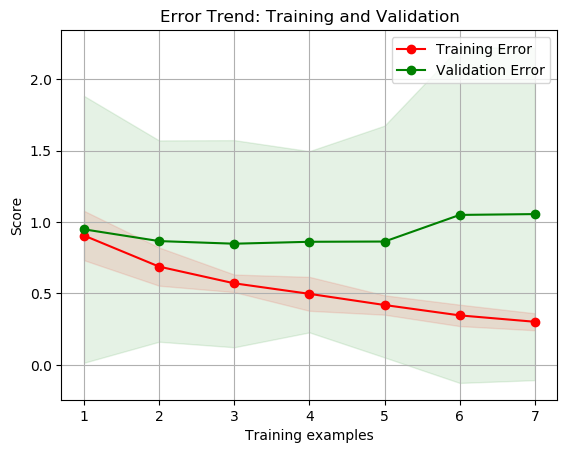 Error Trend: Training and Validation
Training Error
Validation Error
2.0
1.5
1.0
0.5
0.0
Score
1 2 3 4 5 6 7
Training examples